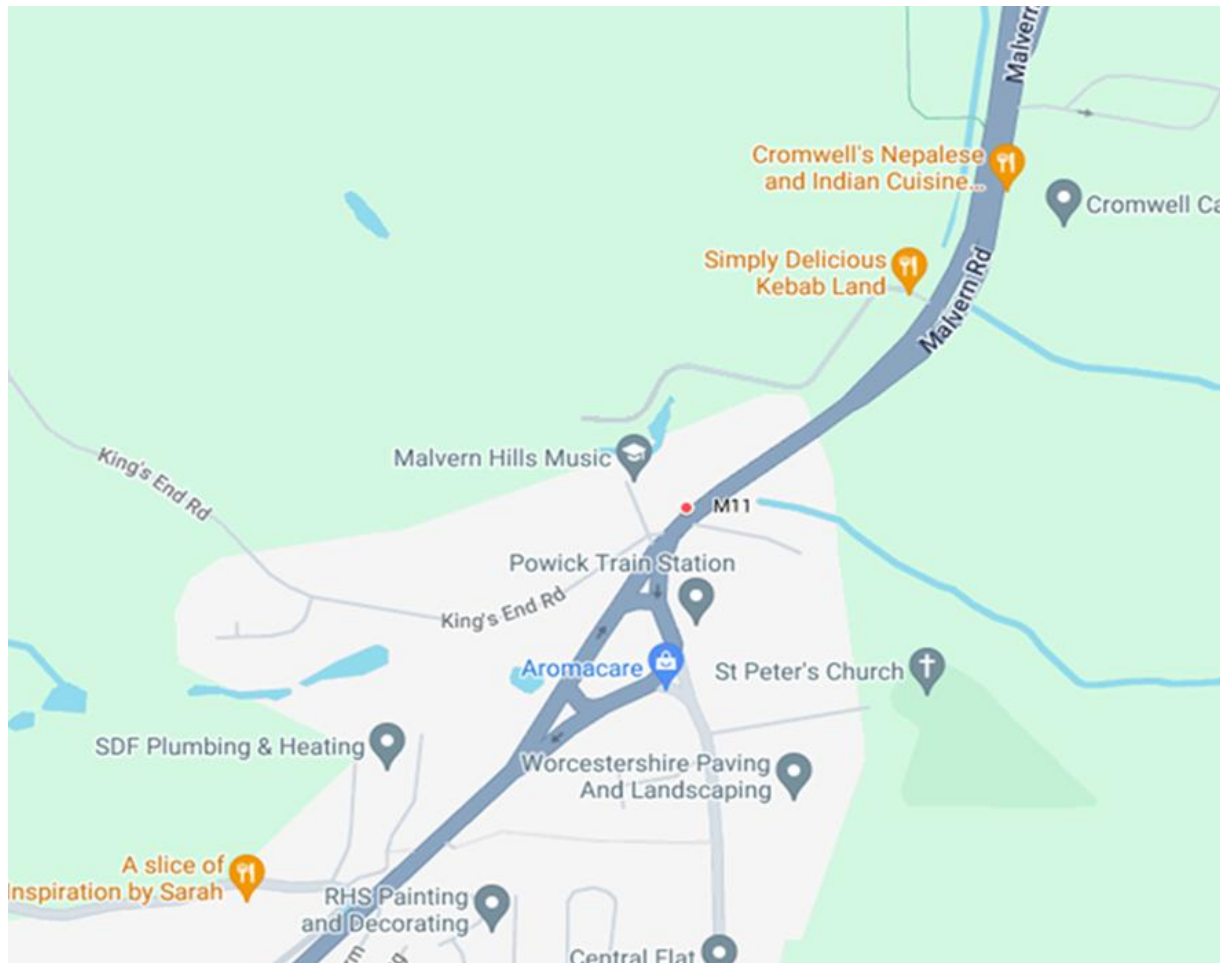 Malvern
Cromwell's Nepalese
and Indian Cuisine...
Cromwell Ca
Simply Delicious
Kebab Land
Malvern Rd
Malvern Hills Music
King's End Rd
M11
Powick Train Station
King's End Rd
Aromacare
St Peter's Church
SDF Plumbing & Heating
Worcestershire Paving
And Landscaping
A slice of
Inspiration by Sarah
RHS Painting
and Decorating
Central Flat